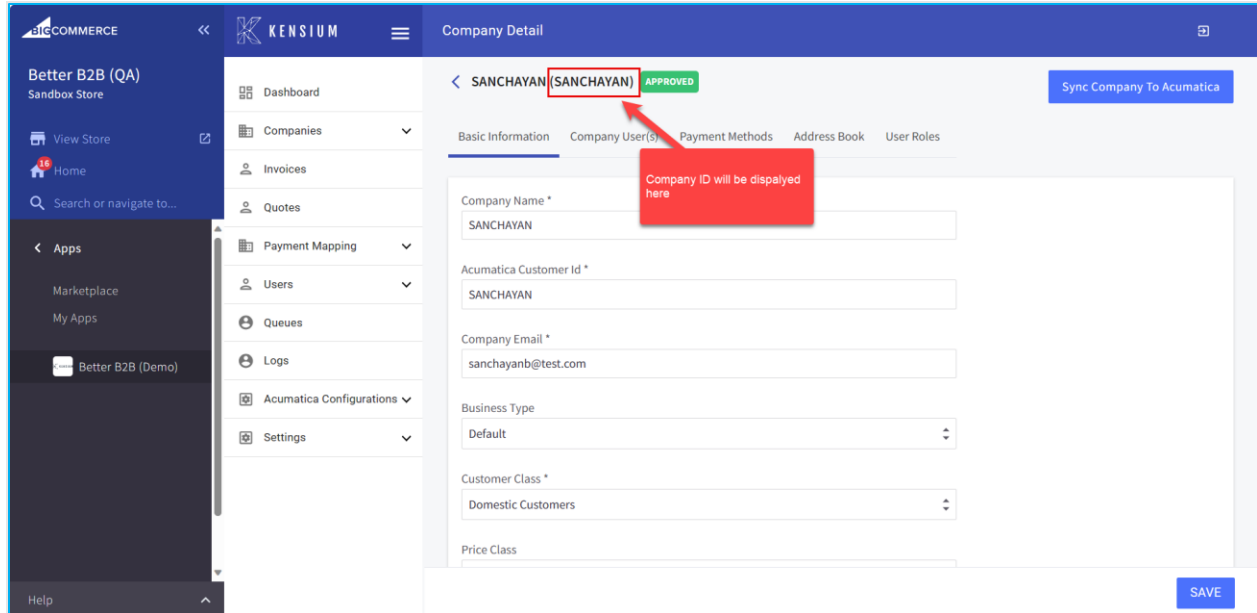 BIGCOMMERCE
Better B2B (QA)
Sandbox Store
View Store
16
Home
Search or navigate to...
Apps
Marketplace
My Apps
Better B2B (Demo)
Help
KENSIUM
Dashboard
Companies
Invoices
Quotes
Payment Mapping
Users
Queues
Logs
Acumatica Configurations
Settings
Company Detail
SANCHAYAN (SANCHAYAN) APPROVED
Sync Company To Acumatica
Basic Information Company User(s) Payment Methods Address Book User Roles
Company ID will be dispalyed
here
Company Name *
SANCHAYAN
Acumatica Customer Id *
SANCHAYAN
Company Email *
sanchayanb@test.com
Business Type
Default
Customer Class *
Domestic Customers
Price Class
SAVE